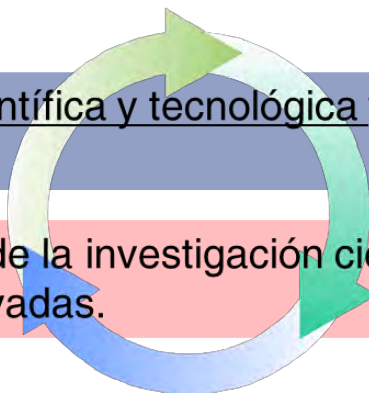 ntífica y tecnológica
de la investigación cie
vadas.